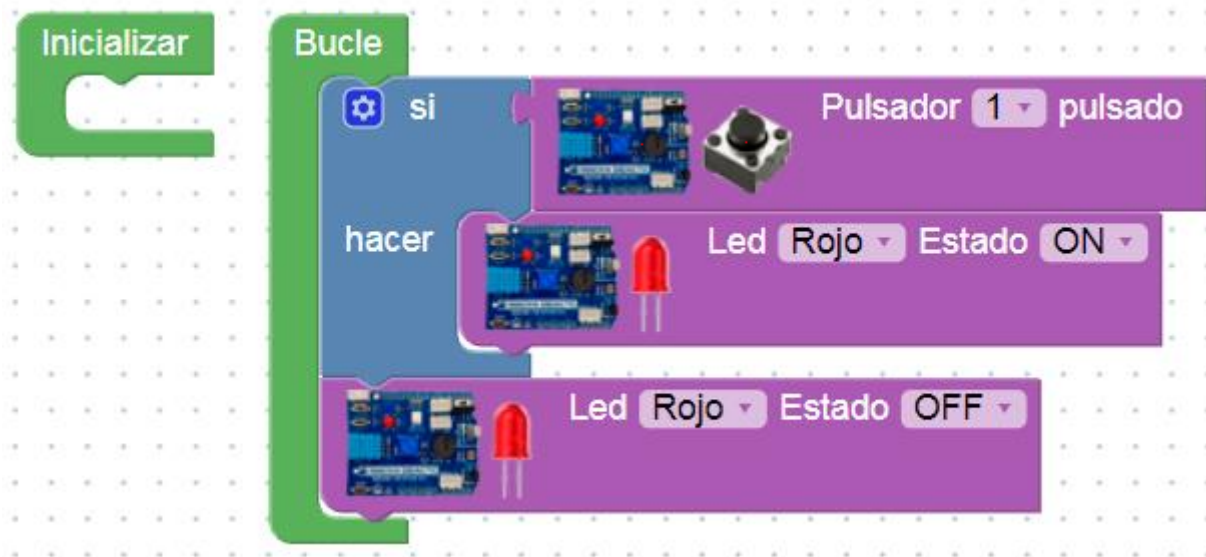 Inicializar
Bucle
si
Pulsador 1 pulsado
hacer
Led Rojo Estado ON
Led Rojo Estado OFF